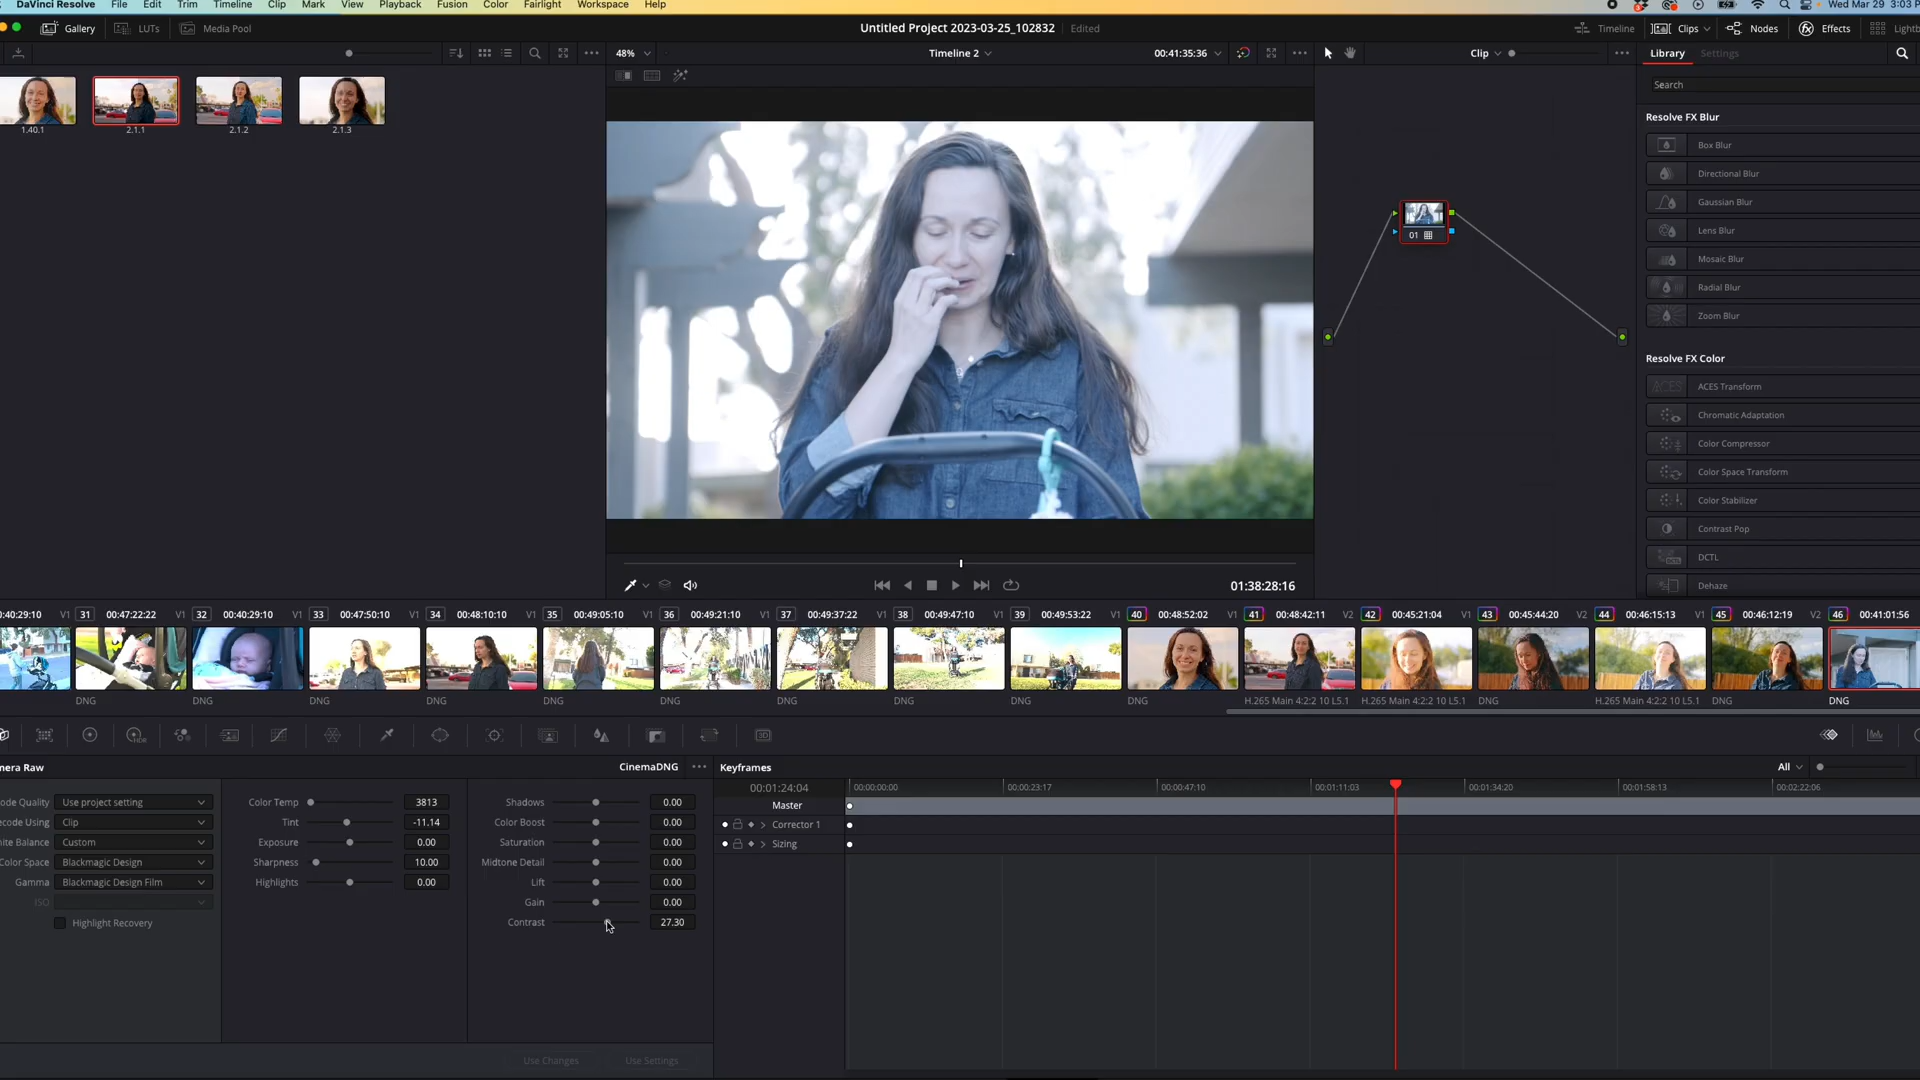 DaVinci Resolve File Edit Trim Timeline Clip Mark View Playback Fusion Color Fairlight Workspace Help
Wed Mar 29 3:03 P
Gallery LUTs Media Pool
Untitled Project 2023-03-25_102832 Edited
Timeline Clips Nodes Effects Lightb
48% Timeline 2 00:41:35:36 Clip Library Settings
Search
1.40.1 2.1.1 2.1.2 2.1.3
Resolve FX Blur
Box Blur
Directional Blur
Gaussian Blur
Lens Blur
Mosaic Blur
Radial Blur
Zoom Blur
Resolve FX Color
ACES Transform
Chromatic Adaptation
Color Compressor
Color Space Transform
Color Stabilizer
Contrast Pop
DCTL
Dehaze
01
01:38:28:16
00:40:29:10 V1 31 00:47:22:22 V1 32 00:40:29:10 V1 33 00:47:50:10 V1 34 00:48:10:10 V1 35 00:49:05:10 V1 36 00:49:21:10 V1 37 00:49:37:22 V1 38 00:49:47:10 V1 39 00:49:53:22 V1 40 00:48:52:02 V1 41 00:48:42:11 V2 42 00:45:21:04 V1 43 00:45:44:20 V2 44 00:46:15:13 V1 45 00:46:12:19 V2 46 00:41:01:56
DNG DNG DNG DNG DNG DNG DNG DNG DNG DNG H.265 Main 4:2:2 10 L5.1 H.265 Main 4:2:2 10 L5.1 DNG H.265 Main 4:2:2 10 L5.1 DNG DNG
mera Raw CinemaDNG
ode Quality Use project setting
ecode Using Clip
hite Balance Custom
Color Space Blackmagic Design
Gamma Blackmagic Design Film
ISO
Highlight Recovery
Color Temp 3813
Tint -11.14
Exposure 0.00
Sharpness 10.00
Highlights 0.00
Shadows 0.00
Color Boost 0.00
Saturation 0.00
Midtone Detail 0.00
Lift 0.00
Gain 0.00
Contrast 27.30
Use Changes Use Settings
Keyframes All
00:01:24:04 00:00:00:00 00:00:23:17 00:00:47:10 00:01:11:03 00:01:34:20 00:01:58:13 00:02:22:06
Master
Corrector 1
Sizing
3D